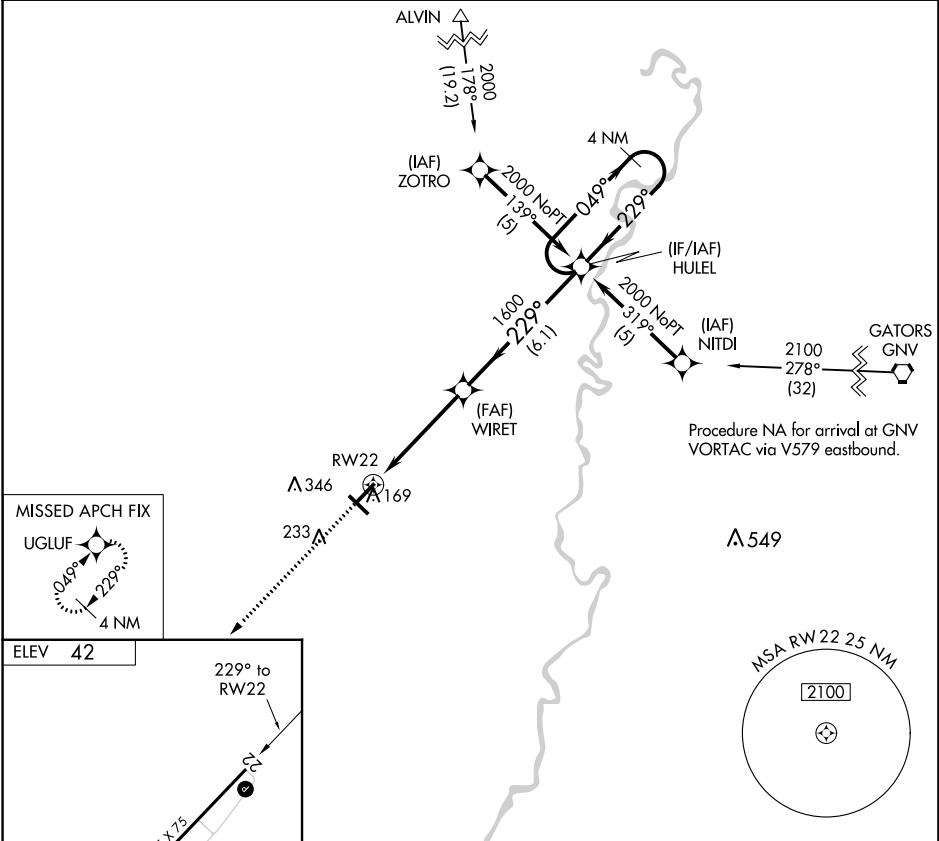 ALVIN
2000
178°
(19.2)
(IAF)
ZOTRO
2000 NoPT
139°
(5)
4 NM
049°
229°
(IF/IAF)
HULEL
2000 NoPT
319°
(5)
(IAF)
NITDI
GATORS
GNV
2100
278°
(32)
1600
229°
(6.1)
(FAF)
WIRET
Procedure NA for arrival at GNV
VORTAC via V579 eastbound.
RW22
346
169
233
549
MISSED APCH FIX
UGLUF
049°
229°
4 NM
ELEV 42
229° to
RW22
22
P
X 75
MSA RW 22 25 NM
2100